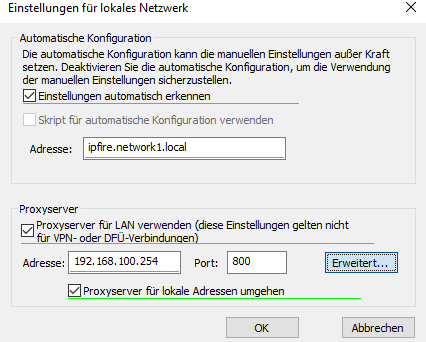 Einstellungen für lokales Netzwerk
Automatische Konfiguration
Die automatische Konfiguration kann die manuellen Einstellungen außer Kraft
setzen. Deaktivieren Sie die automatische Konfiguration, um die Verwendung
der manuellen Einstellungen sicherzustellen.
Einstellungen automatisch erkennen
Skript für automatische Konfiguration verwenden
Adresse: ipfire.network1.local
Proxyserver
Proxyserver für LAN verwenden (diese Einstellungen gelten nicht
für VPN- oder DFÜ-Verbindungen)
Adresse: 192.168.100.254 Port: 800 Erweitert...
Proxyserver für lokale Adressen umgehen
OK Abbrechen